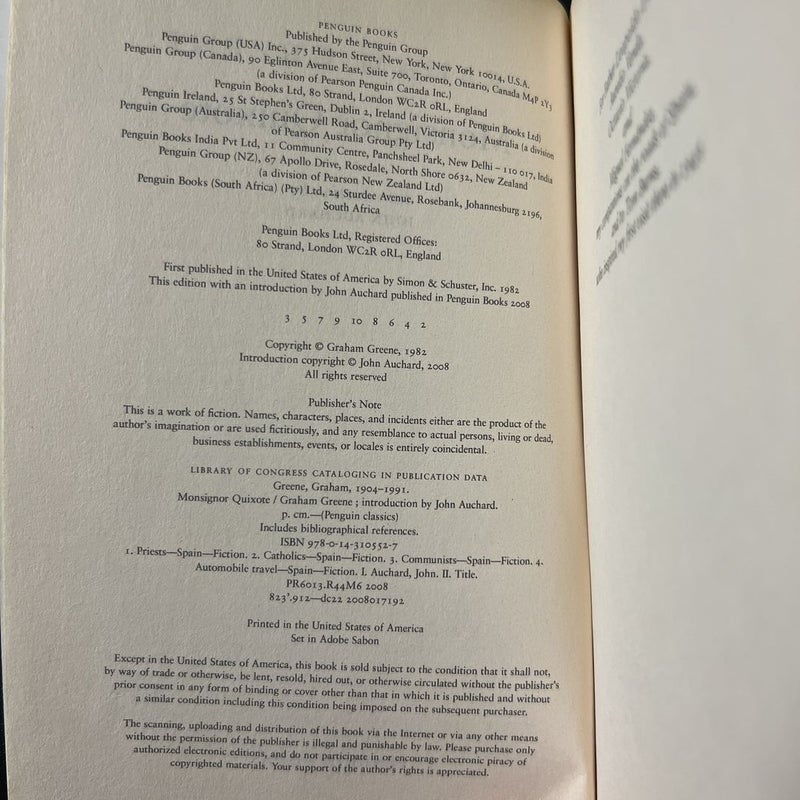 PENGUIN BOOKS
Published by the Penguin Group
Penguin Group (USA) Inc., 375 Hudson Street, New York, New York 10014, U.S.A.
Penguin Group (Canada), 90 Eglinton Avenue East, Suite 700, Toronto, Ontario, Canada M4P 2Y3
(a division of Pearson Penguin Canada Inc.)
Penguin Books Ltd, 80 Strand, London WC2R 0RL, England
Penguin Ireland, 25 St Stephen's Green, Dublin 2, Ireland (a division of Penguin Books Ltd)
Penguin Group (Australia), 250 Camberwell Road, Camberwell, Victoria 3124, Australia (a division
of Pearson Australia Group Pty Ltd)
Penguin Books India Pvt Ltd, 11 Community Centre, Panchsheel Park, New Delhi – 110 017, India
Penguin Group (NZ), 67 Apollo Drive, Rosedale, North Shore 0632, New Zealand
(a division of Pearson New Zealand Ltd)
Penguin Books (South Africa) (Pty) Ltd, 24 Sturdee Avenue, Rosebank, Johannesburg 2196,
South Africa
Penguin Books Ltd, Registered Offices:
80 Strand, London WC2R 0RL, England
First published in the United States of America by Simon & Schuster, Inc. 1982
This edition with an introduction by John Auchard published in Penguin Books 2008
3 5 7 9 10 8 6 4 2
Copyright © Graham Greene, 1982
Introduction copyright © John Auchard, 2008
All rights reserved
Publisher's Note
This is a work of fiction. Names, characters, places, and incidents either are the product of the
author's imagination or are used fictitiously, and any resemblance to actual persons, living or dead,
business establishments, events, or locales is entirely coincidental.
LIBRARY OF CONGRESS CATALOGING IN PUBLICATION DATA
Greene, Graham, 1904–1991.
Monsignor Quixote / Graham Greene ; introduction by John Auchard.
p. cm.—(Penguin classics)
Includes bibliographical references.
ISBN 978-0-14-310552-7
1. Priests—Spain—Fiction. 2. Catholics—Spain—Fiction. 3. Communists—Spain—Fiction. 4.
Automobile travel—Spain—Fiction. I. Auchard, John. II. Title.
PR6013.R44M6 2008
823'.912—dc22 2008017192
Printed in the United States of America
Set in Adobe Sabon
Except in the United States of America, this book is sold subject to the condition that it shall not,
by way of trade or otherwise, be lent, resold, hired out, or otherwise circulated without the publisher's
prior consent in any form of binding or cover other than that in which it is published and without
a similar condition including this condition being imposed on the subsequent purchaser.
The scanning, uploading and distribution of this book via the Internet or via any other means
without the permission of the publisher is illegal and punishable by law. Please purchase only
authorized electronic editions, and do not participate in or encourage electronic piracy of
copyrighted materials. Your support of the author's rights is appreciated.